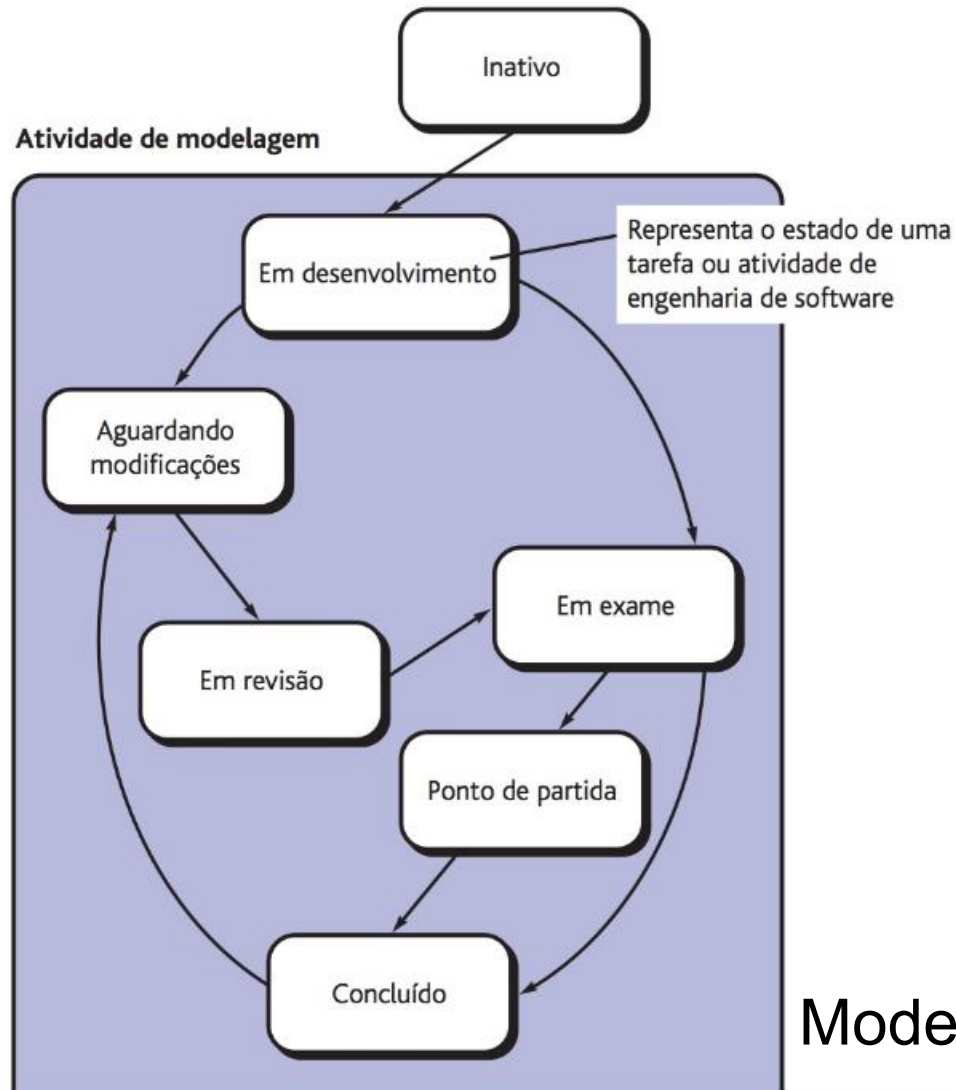 Inativo
Atividade de modelagem
Em desenvolvimento
Representa o estado de uma
tarefa ou atividade de
engenharia de software
Aguardando
modificações
Em exame
Em revisão
Ponto de partida
Concluído
Mode